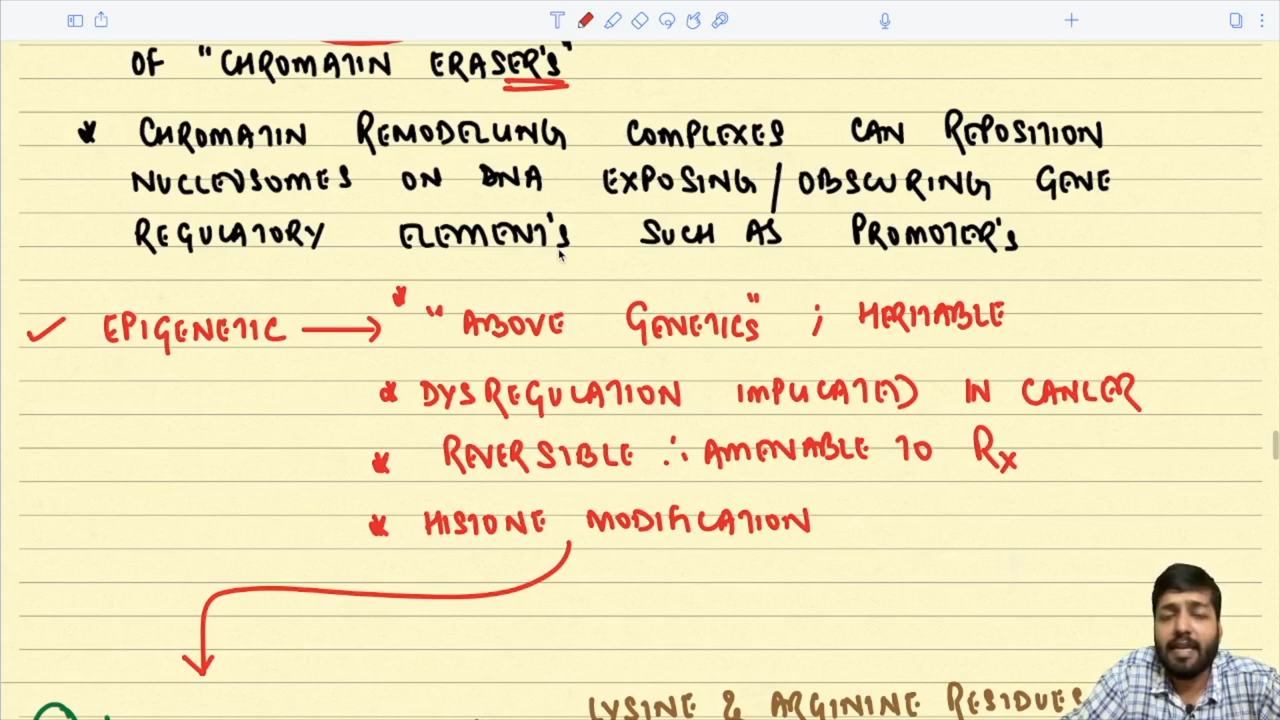 OF "CHROMATIN ERASER'S"
* CHROMATIN REMODELLING COMPLEXES CAN REPOSITION
NUCLEOSOMES ON DNA EXPOSING / OBSCURING GENE
REGULATORY ELEMENT'S SUCH AS PROMOTER'S
✓ EPIGENETIC → * "ABOVE GENETICS" ; HERITABLE
* DYSREGULATION IMPLICATED IN CANCER
* REVERSIBLE ∴ AMENABLE TO Rx
* HISTONE MODIFICATION
LYSINE & ARGININE RESIDUES